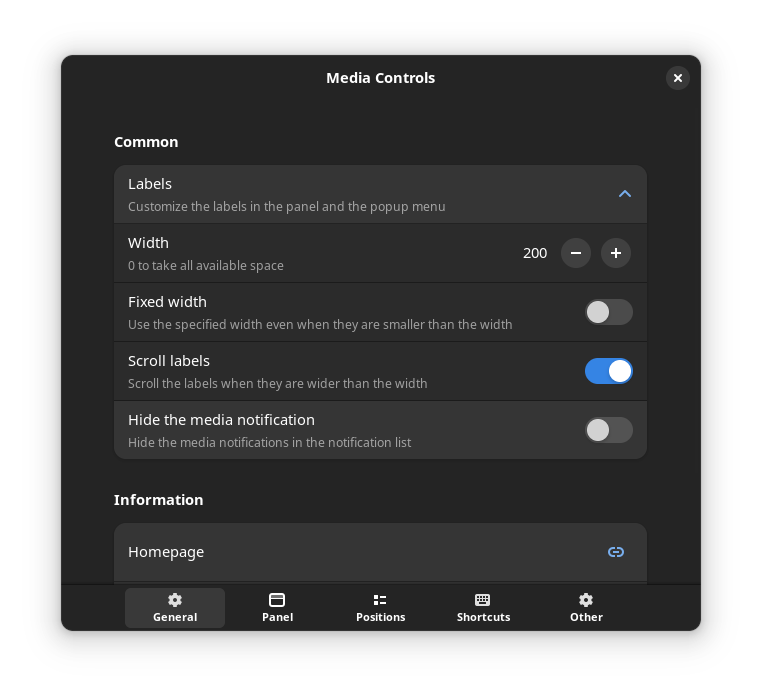 Media Controls
Common
Labels
Customize the labels in the panel and the popup menu
Width
0 to take all available space
200
Fixed width
Use the specified width even when they are smaller than the width
Scroll labels
Scroll the labels when they are wider than the width
Hide the media notification
Hide the media notifications in the notification list
Information
Homepage
General
Panel
Positions
Shortcuts
Other